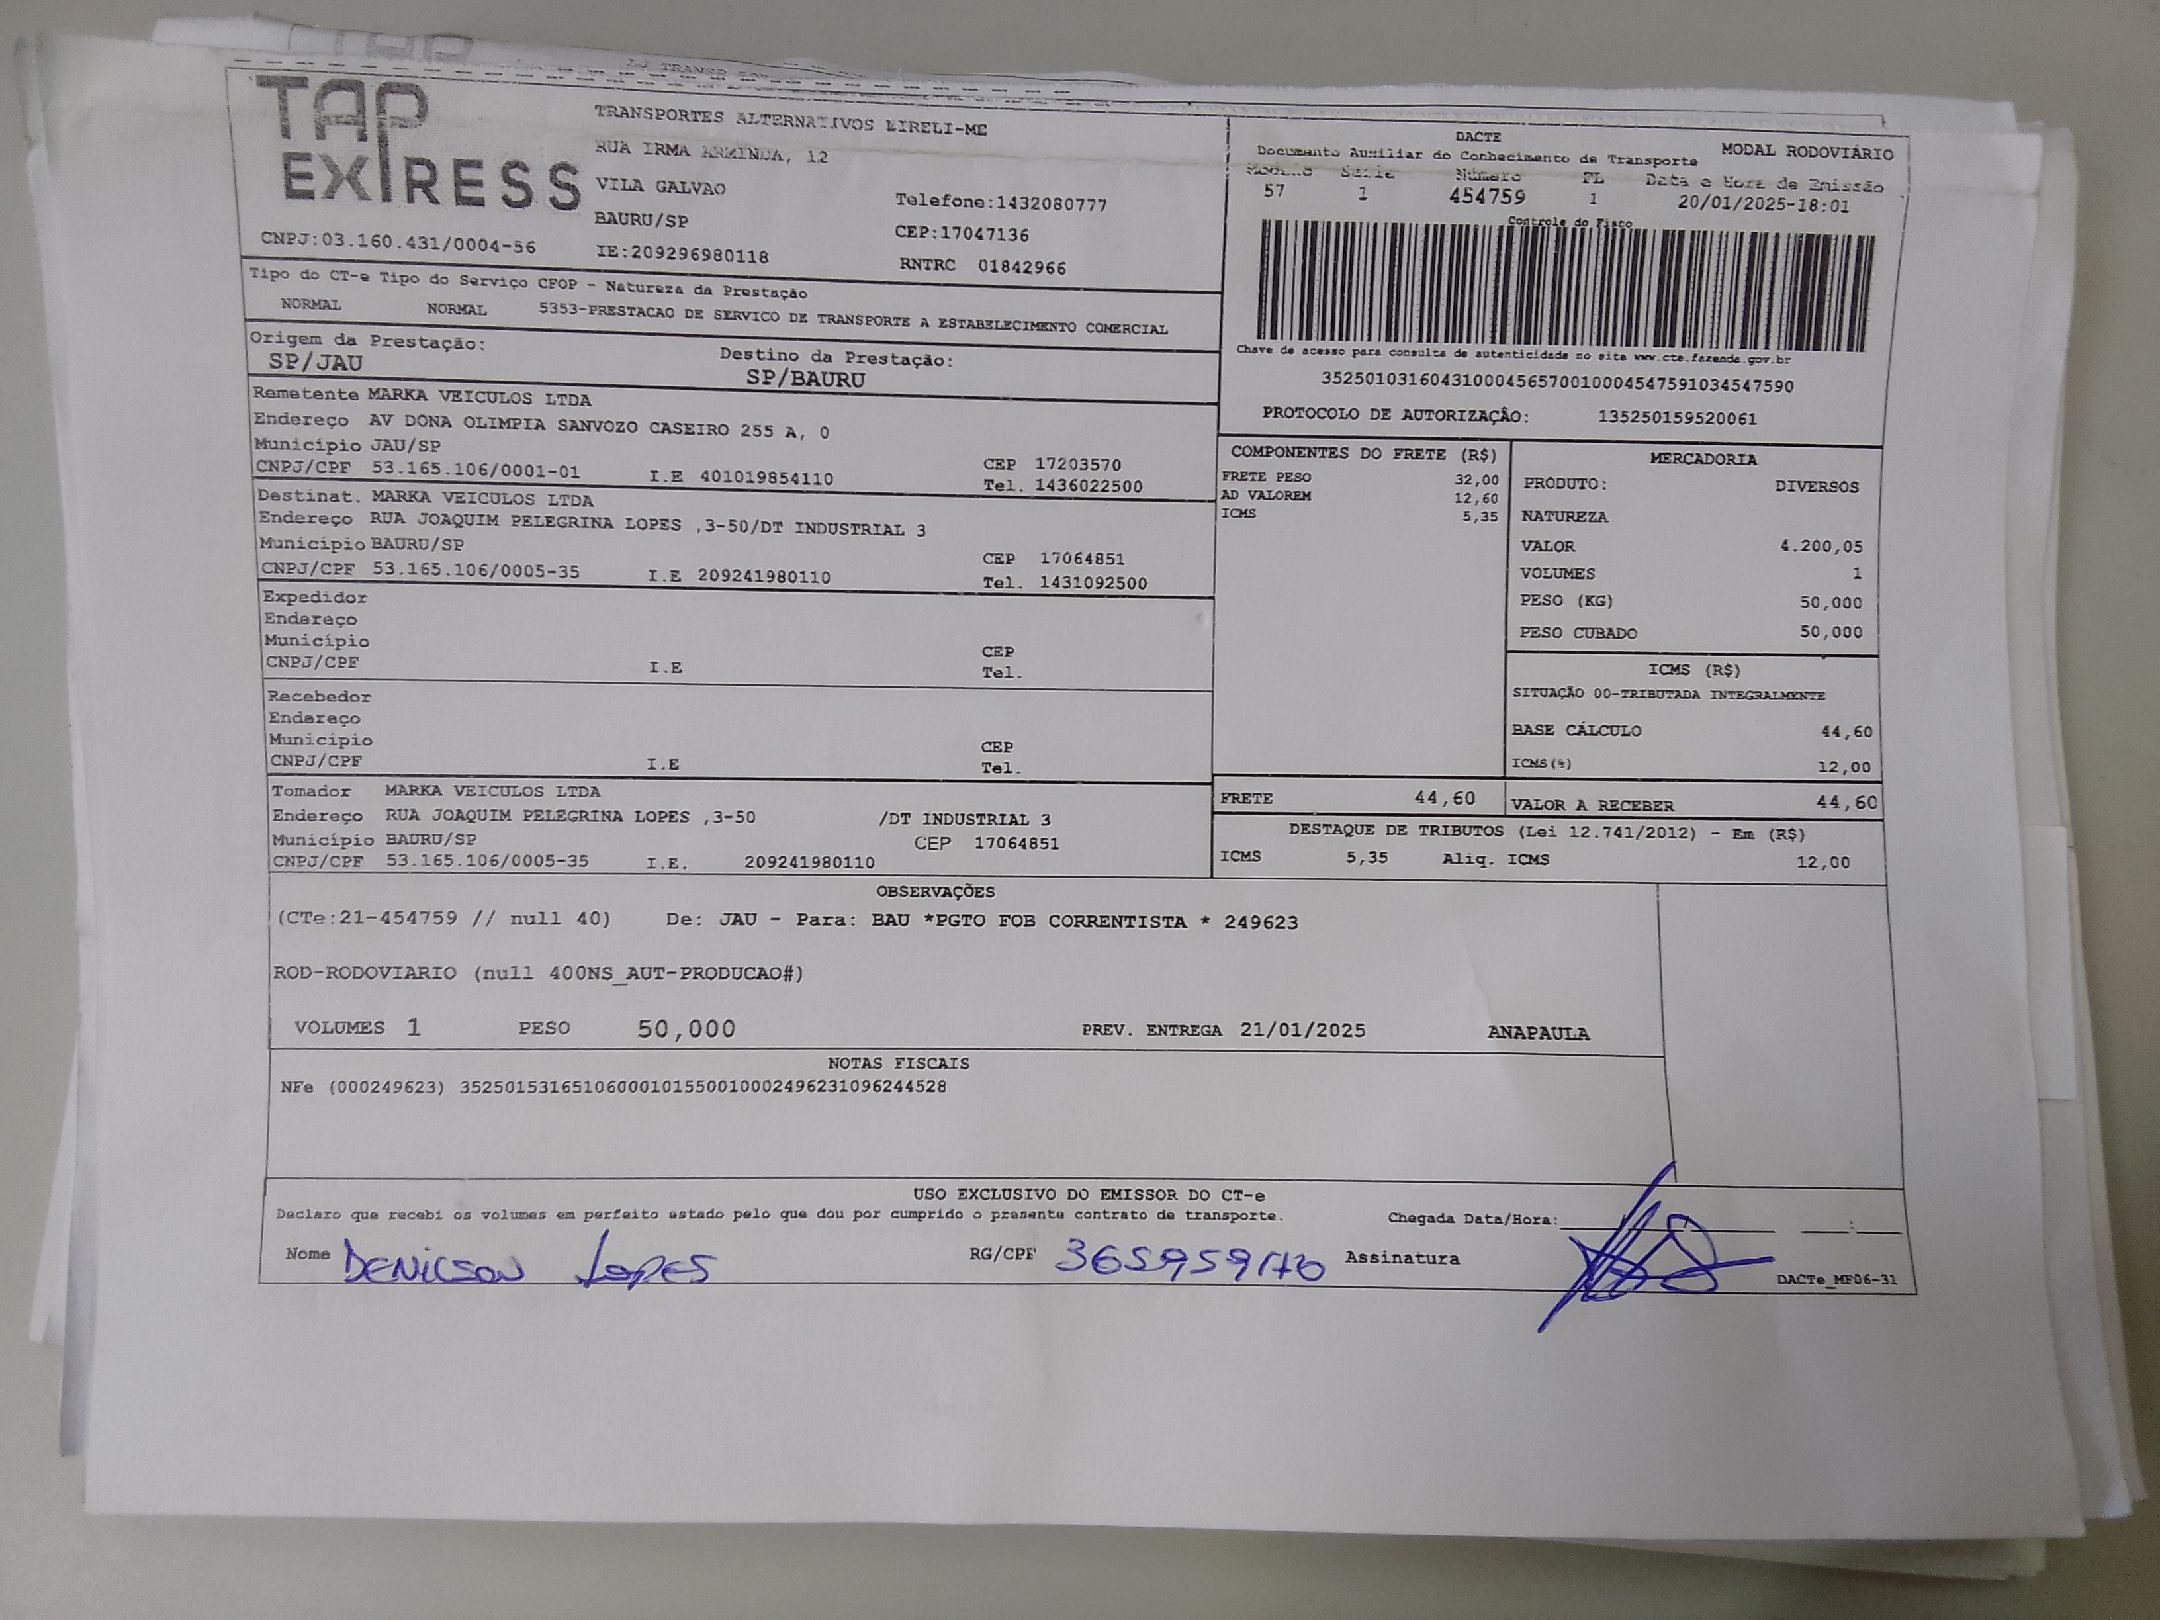 TAP
EXPRESS
TRANSPORTES ALTERNATIVOS EIRELI-ME
RUA IRMA ARMINDA, 12
VILA GALVAO
BAURU/SP
Telefone:1432080777
CEP:17047136
CNPJ:03.160.431/0004-56
IE:209296980118
RNTRC 01842966
DACTE
Documento Auxiliar do Conhecimento de Transporte
MODAL RODOVIÁRIO
Modelo Série Número FL Data e Hora de Emissão
57 1 454759 1 20/01/2025-18:01
Controle do Fisco
Chave de acesso para consulta de autenticidade no site www.cte.fazenda.gov.br
35250103160431000456570010004547591034547590
PROTOCOLO DE AUTORIZAÇÂO: 135250159520061
Tipo do CT-e Tipo do Serviço CFOP - Natureza da Prestação
NORMAL NORMAL 5353-PRESTACAO DE SERVICO DE TRANSPORTE A ESTABELECIMENTO COMERCIAL
Origem da Prestação: Destino da Prestação:
SP/JAU SP/BAURU
Remetente MARKA VEICULOS LTDA
Endereço AV DONA OLIMPIA SANVOZO CASEIRO 255 A, 0
Município JAU/SP CEP 17203570
CNPJ/CPF 53.165.106/0001-01 I.E 401019854110 Tel. 1436022500
Destinat. MARKA VEICULOS LTDA
Endereço RUA JOAQUIM PELEGRINA LOPES ,3-50/DT INDUSTRIAL 3
Município BAURU/SP CEP 17064851
CNPJ/CPF 53.165.106/0005-35 I.E 209241980110 Tel. 1431092500
Expedidor
Endereço
Município CEP
CNPJ/CPF I.E Tel.
Recebedor
Endereço
Município CEP
CNPJ/CPF I.E Tel.
Tomador MARKA VEICULOS LTDA
Endereço RUA JOAQUIM PELEGRINA LOPES ,3-50 /DT INDUSTRIAL 3
Município BAURU/SP CEP 17064851
CNPJ/CPF 53.165.106/0005-35 I.E. 209241980110
COMPONENTES DO FRETE (R$)
FRETE PESO 32,00
AD VALOREM 12,60
ICMS 5,35
MERCADORIA
PRODUTO: DIVERSOS
NATUREZA
VALOR 4.200,05
VOLUMES 1
PESO (KG) 50,000
PESO CUBADO 50,000
ICMS (R$)
SITUAÇÃO 00-TRIBUTADA INTEGRALMENTE
BASE CÁLCULO 44,60
ICMS(%) 12,00
FRETE 44,60 VALOR A RECEBER 44,60
DESTAQUE DE TRIBUTOS (Lei 12.741/2012) - Em (R$)
ICMS 5,35 Aliq. ICMS 12,00
OBSERVAÇÕES
(CTe:21-454759 // null 40) De: JAU - Para: BAU *PGTO FOB CORRENTISTA * 249623
ROD-RODOVIARIO (null 400NS_AUT-PRODUCAO#)
VOLUMES 1 PESO 50,000 PREV. ENTREGA 21/01/2025 ANAPAULA
NOTAS FISCAIS
NFe (000249623) 35250153165106000101550010002496231096244528
USO EXCLUSIVO DO EMISSOR DO CT-e
Declaro que recebi os volumes em perfeito estado pelo que dou por cumprido o presente contrato de transporte. Chegada Data/Hora:
Nome DENICSON LOPES RG/CPF Assinatura
DACTe_MF06-31